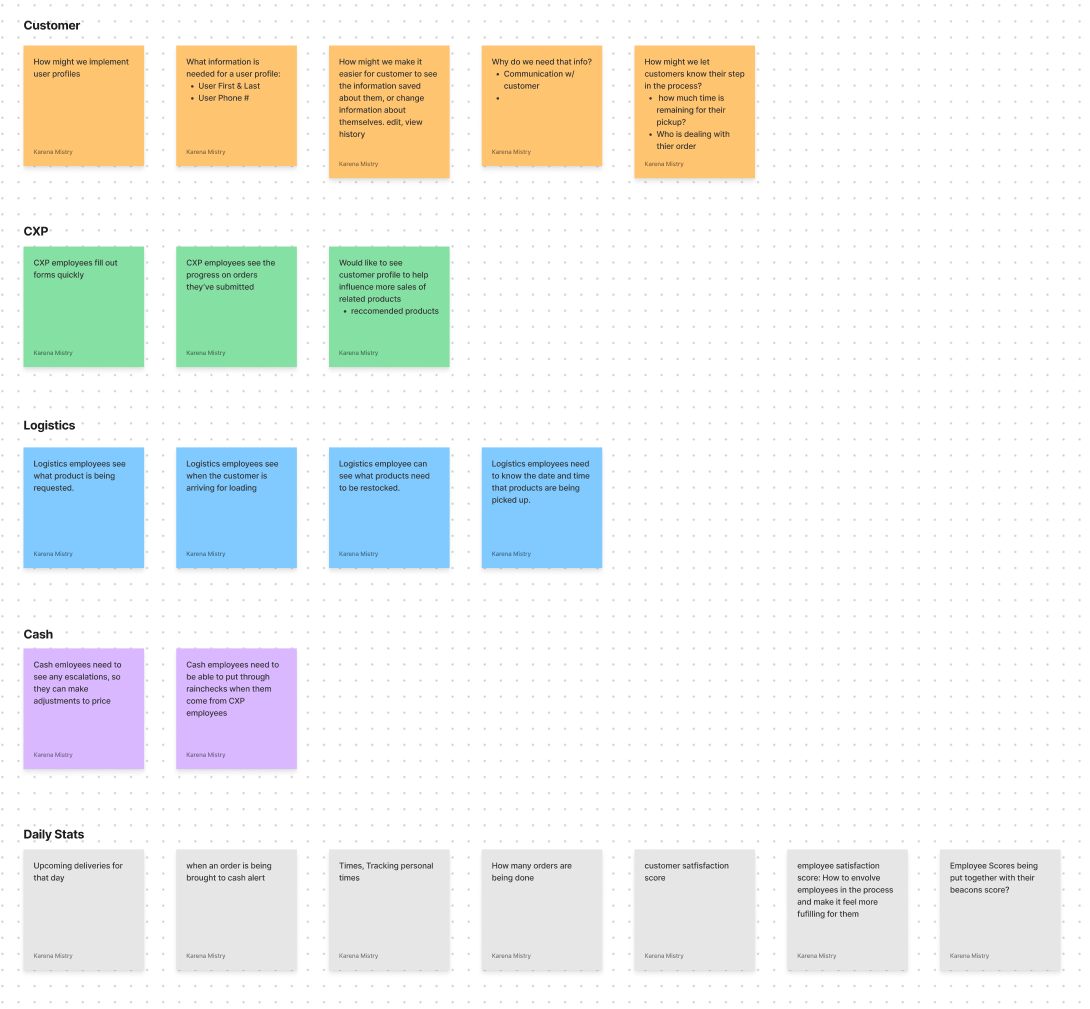 Customer
How might we implement
user profiles
Karena Mistry
What information is
needed for a user profile:
• User First & Last
• User Phone #
Karena Mistry
How might we make it
easier for customer to see
the information saved
about them, or change
information about
themselves. edit, view
history
Karena Mistry
Why do we need that info?
• Communication w/
customer
•
Karena Mistry
How might we let
customers know their step
in the process?
• how much time is
remaining for their
pickup?
• Who is dealing with
thier order
Karena Mistry
CXP
CXP employees fill out
forms quickly
Karena Mistry
CXP employees see the
progress on orders
they've submitted
Karena Mistry
Would like to see
customer profile to help
influence more sales of
related products
• reccomended products
Karena Mistry
Logistics
Logistics employees see
what product is being
requested.
Karena Mistry
Logistics employees see
when the customer is
arriving for loading
Karena Mistry
Logistics employee can
see what products need
to be restocked.
Karena Mistry
Logistics employees need
to know the date and time
that products are being
picked up.
Karena Mistry
Cash
Cash emloyees need to
see any escalations, so
they can make
adjustments to price
Karena Mistry
Cash employees need to
be able to put through
rainchecks when them
come from CXP
employees
Karena Mistry
Daily Stats
Upcoming deliveries for
that day
Karena Mistry
when an order is being
brought to cash alert
Karena Mistry
Times, Tracking personal
times
Karena Mistry
How many orders are
being done
Karena Mistry
customer satfisfaction
score
Karena Mistry
employee satisfaction
score: How to envolve
employees in the process
and make it feel more
fufilling for them
Karena Mistry
Employee Scores being
put together with their
beacons score?
Karena Mistry